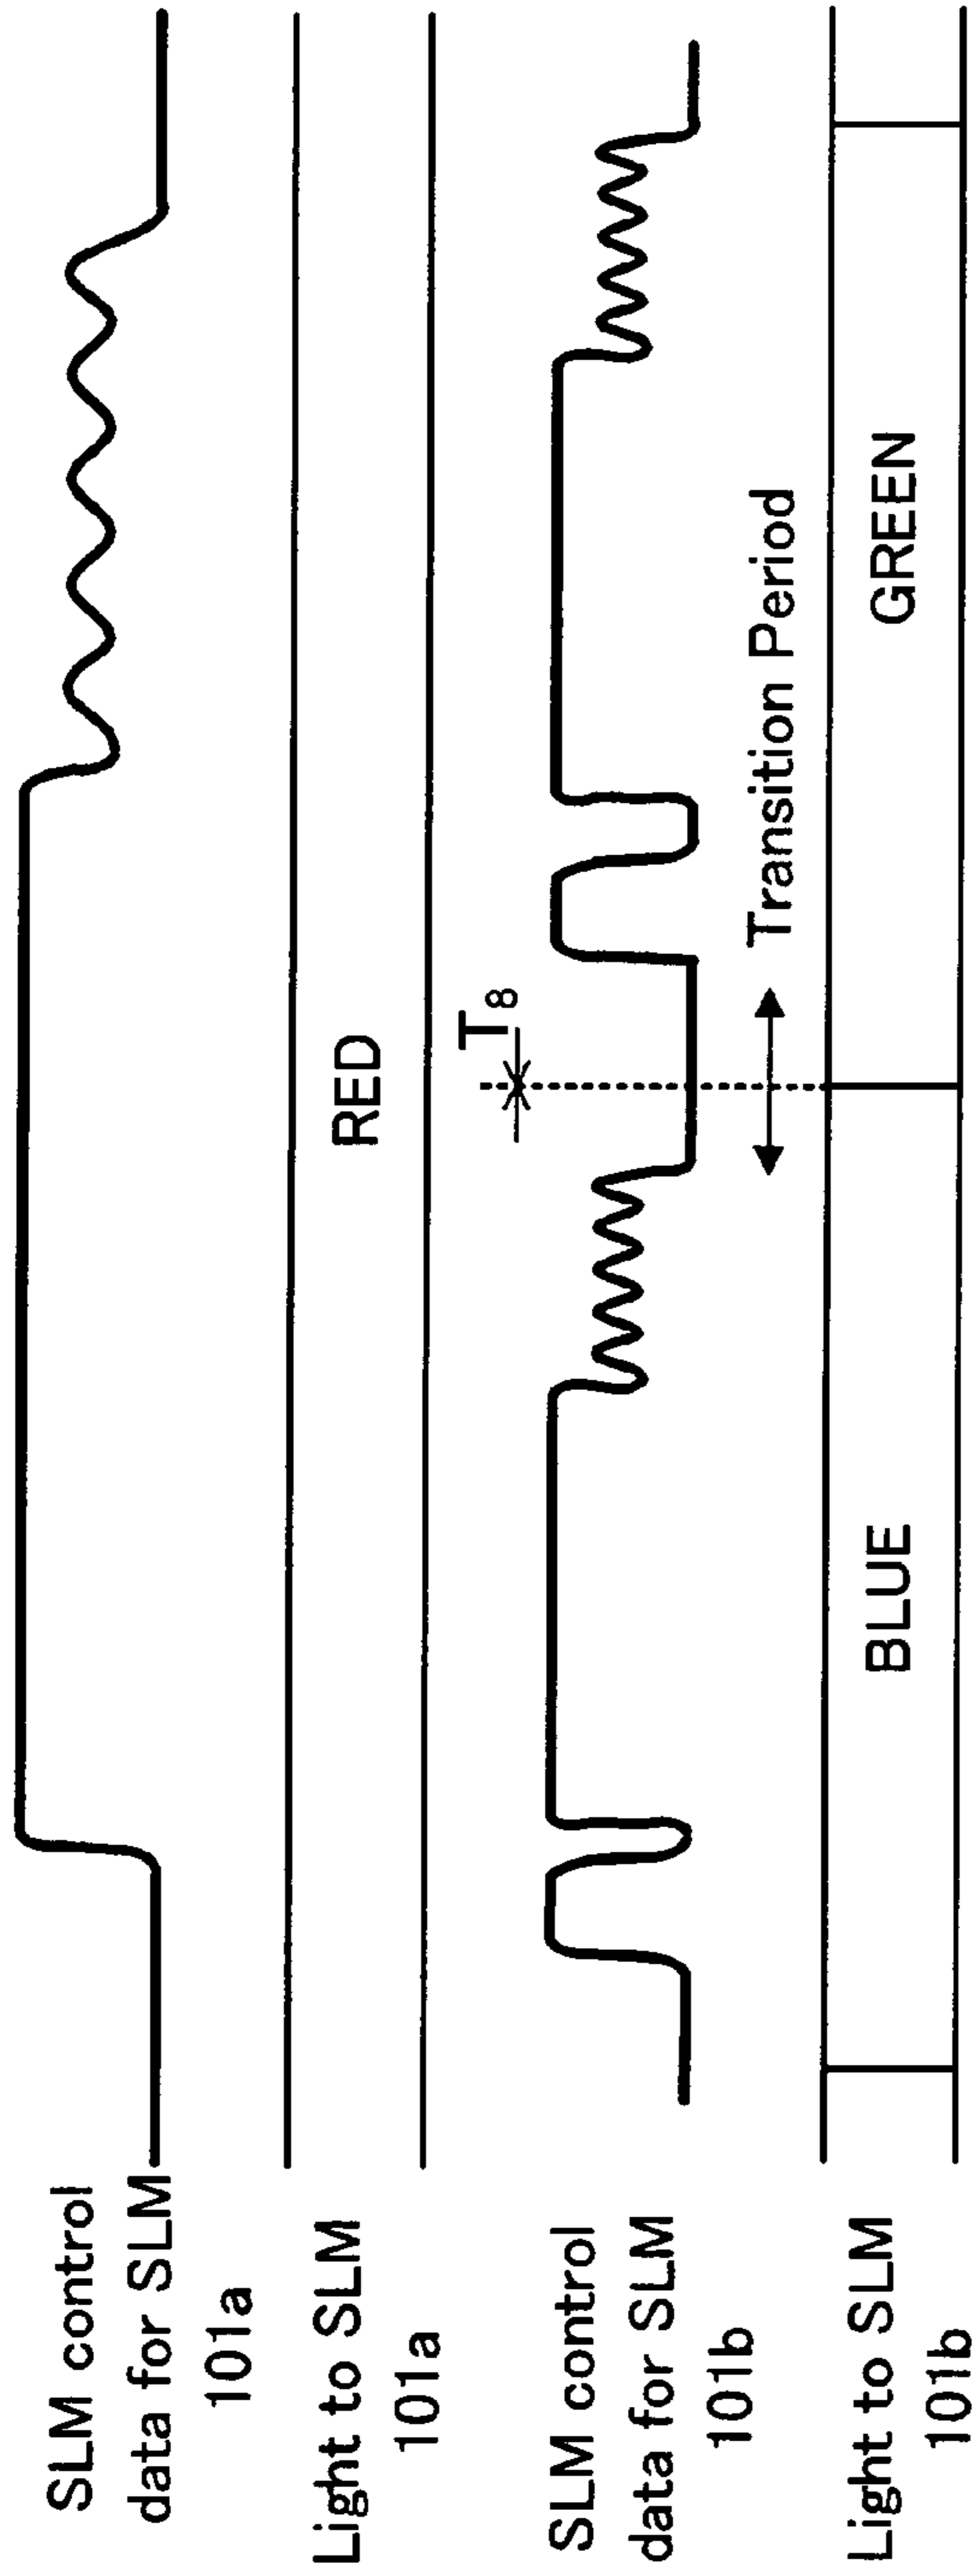 SLM control
data for SLM
101a
Light to SLM
101a
RED
SLM control
data for SLM
101b
T8
Transition Period
Light to SLM
101b
BLUE
GREEN